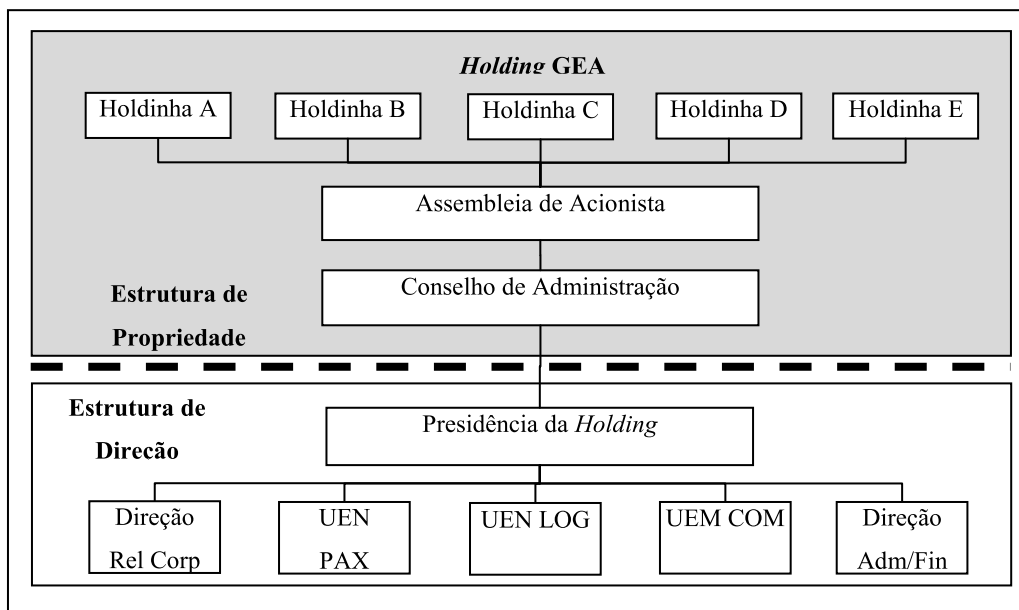 Holding GEA
Holdinha A
Holdinha B
Holdinha C
Holdinha D
Holdinha E
Assembleia de Acionista
Conselho de Administração
Estrutura de
Propriedade
Estrutura de
Direcão
Presidência da Holding
Direção
Rel Corp
UEN
PAX
UEN LOG
UEM COM
Direção
Adm/Fin